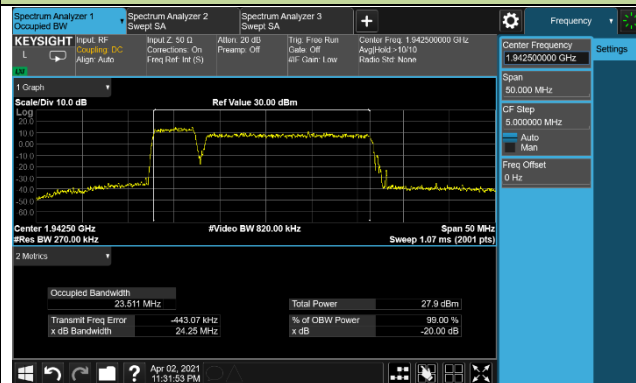 Spectrum Analyzer 1
Occupied BW
Spectrum Analyzer 2
Swept SA
Spectrum Analyzer 3
Swept SA
Frequency
KEYSIGHT
L
Input: RF
Coupling: DC
Align: Auto
Input Z: 50 Ω
Corrections: On
Freq Ref: Int (S)
Atten: 20 dB
Preamp: Off
Trig: Free Run
Gate: Off
#IF Gain: Low
Center Freq: 1.942500000 GHz
Avg|Hold:>10/10
Radio Std: None
Center Frequency
1.942500000 GHz
Settings
Span
50.000 MHz
CF Step
5.000000 MHz
Auto
Man
Freq Offset
0 Hz
1 Graph
Scale/Div 10.0 dB
Ref Value 30.00 dBm
Log
20.0
10.0
0.00
-10.0
-20.0
-30.0
-40.0
-50.0
-60.0
Center 1.94250 GHz
#Video BW 820.00 kHz
Span 50 MHz
#Res BW 270.00 kHz
Sweep 1.07 ms (2001 pts)
2 Metrics
Occupied Bandwidth
23.511 MHz
Total Power
27.9 dBm
Transmit Freq Error
-443.07 kHz
% of OBW Power
99.00 %
x dB Bandwidth
24.25 MHz
x dB
-20.00 dB
?
Apr 02, 2021
11:31:53 PM